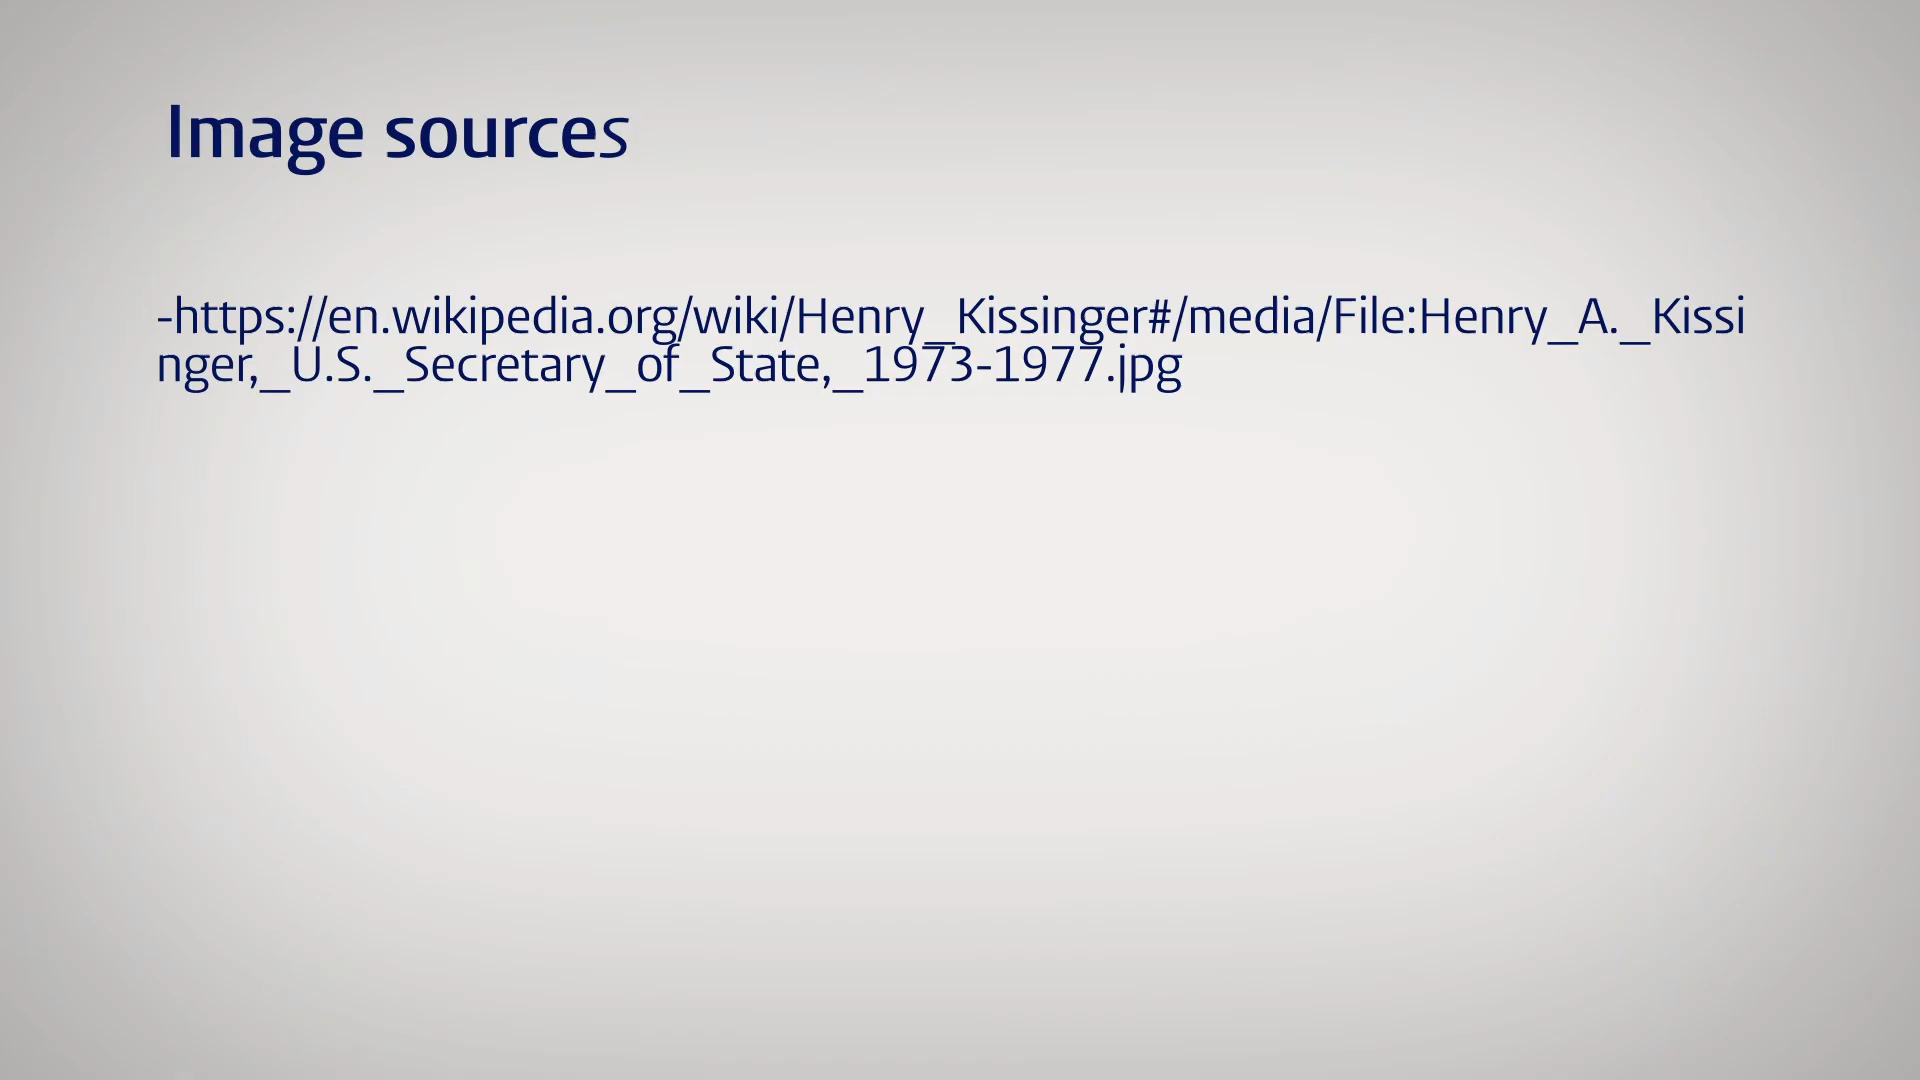 Image sources
-https://en.wikipedia.org/wiki/Henry_Kissinger#/media/File:Henry_A._Kissi
nger,_U.S._Secretary_of_State,_1973-1977.jpg